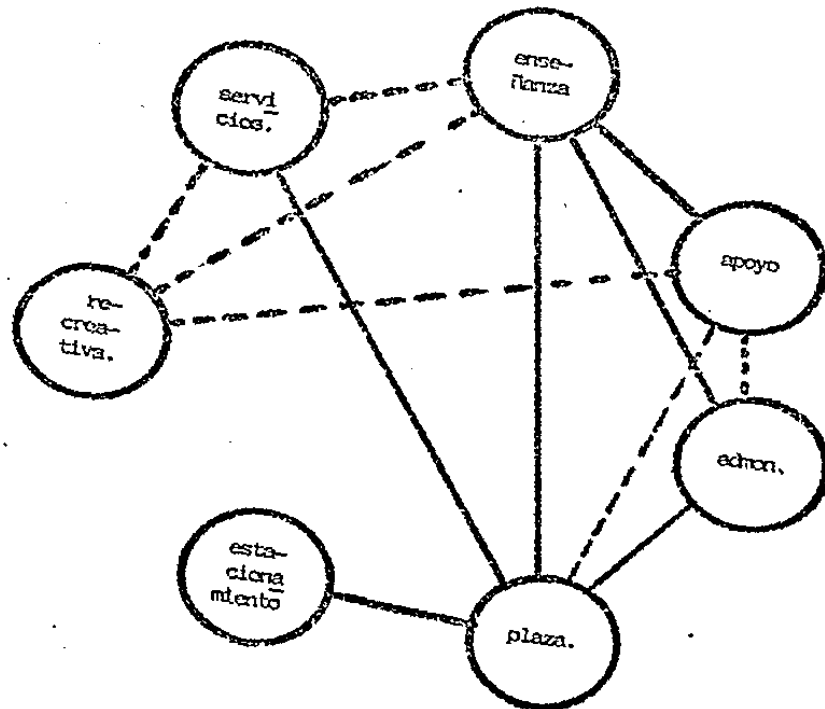 ense-
ñanza
servi
cios.
apoyo
re-
crea-
tiva.
admon.
esta-
ciona
miento
plaza.